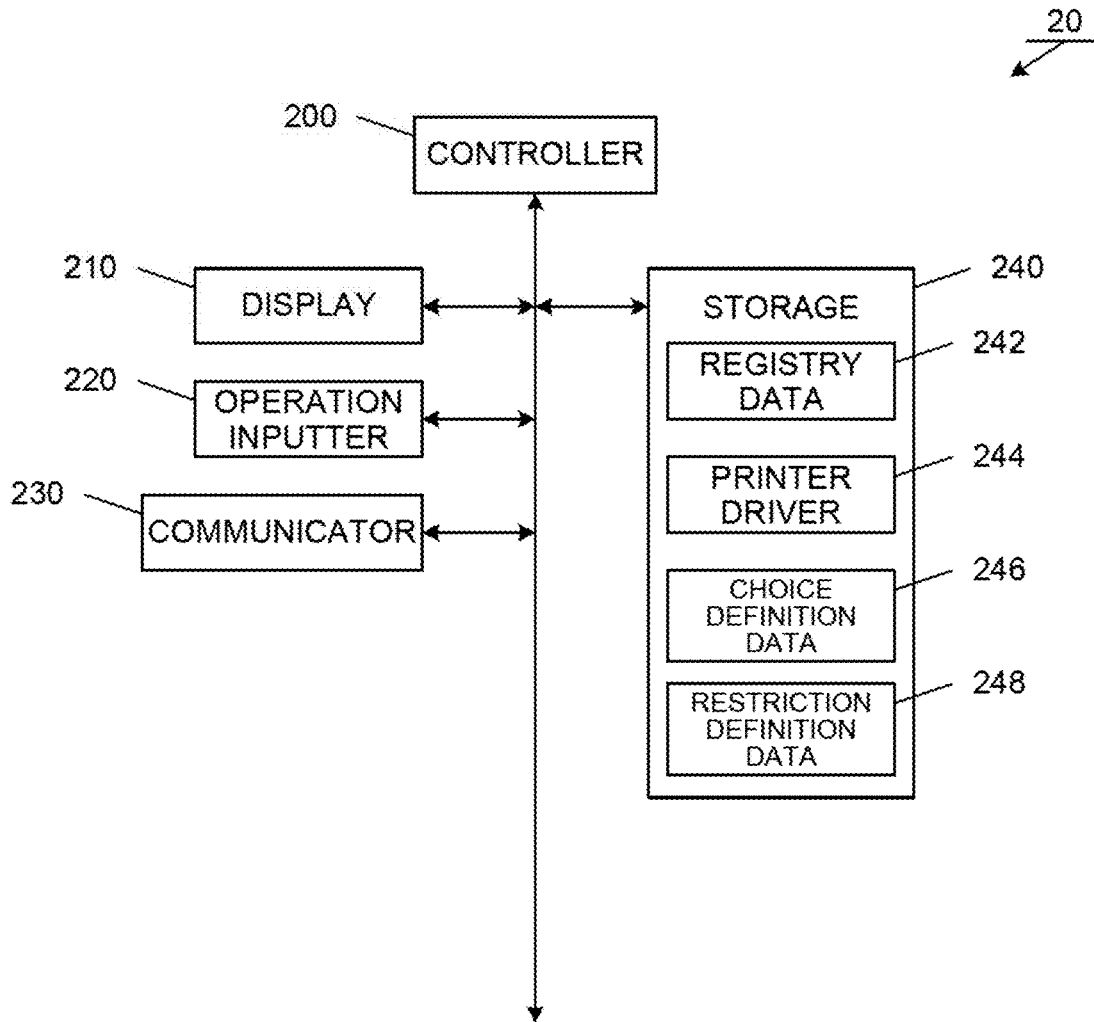 20
200
CONTROLLER
210
DISPLAY
220
OPERATION
INPUTTER
230
COMMUNICATOR
240
STORAGE
242
REGISTRY
DATA
244
PRINTER
DRIVER
246
CHOICE
DEFINITION
DATA
248
RESTRICTION
DEFINITION
DATA